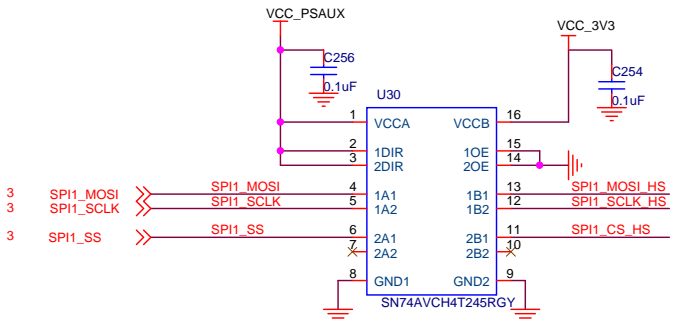 VCC_PSAUX
VCC_3V3
C256
0.1uF
C254
0.1uF
U30
1 VCCA VCCB 16
2 1DIR 1OE 15
3 2DIR 2OE 14
3 SPI1_MOSI SPI1_MOSI 4 1A1 1B1 13 SPI1_MOSI_HS
3 SPI1_SCLK SPI1_SCLK 5 1A2 1B2 12 SPI1_SCLK_HS
3 SPI1_SS SPI1_SS 6 2A1 2B1 11 SPI1_CS_HS
7 2A2 2B2 10
8 GND1 GND2 9
SN74AVCH4T245RGY